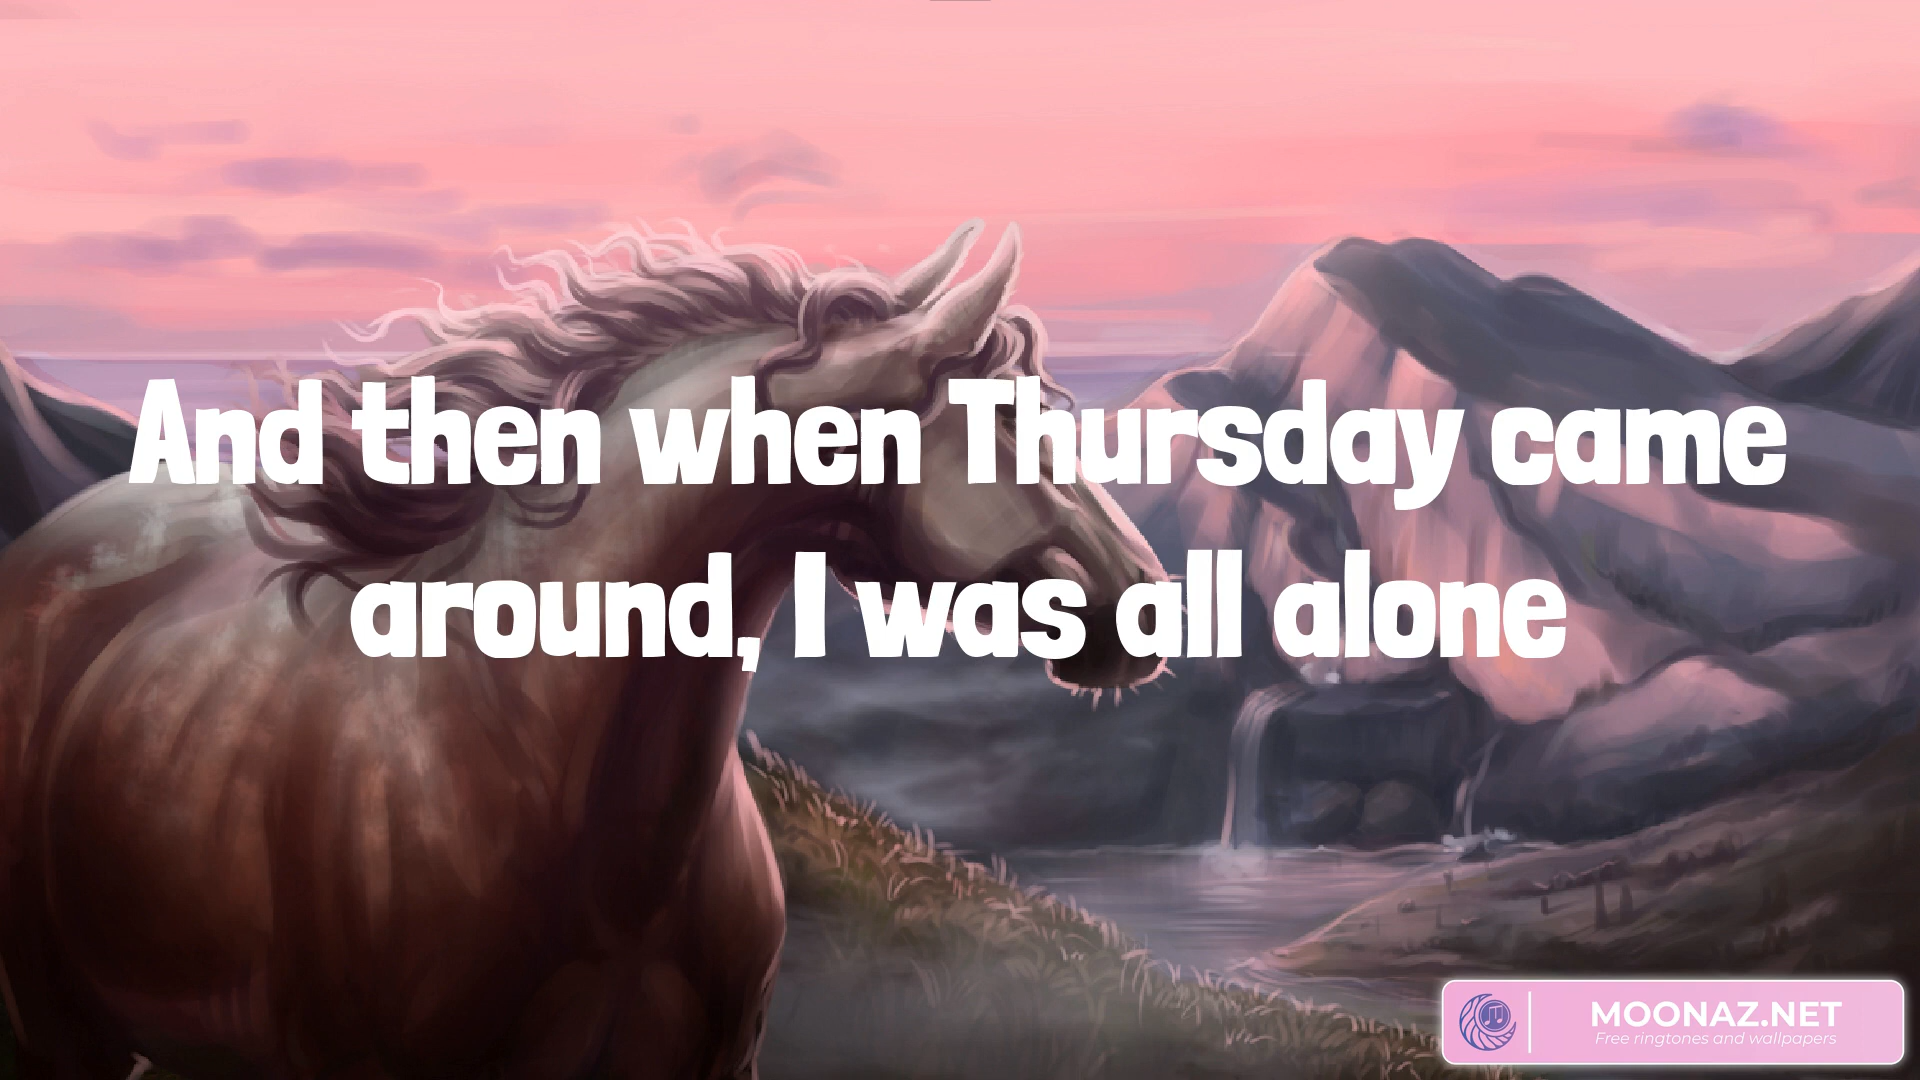 And then when Thursday came
around, I was all alone
MOONAZ.NET
Free ringtones and wallpapers